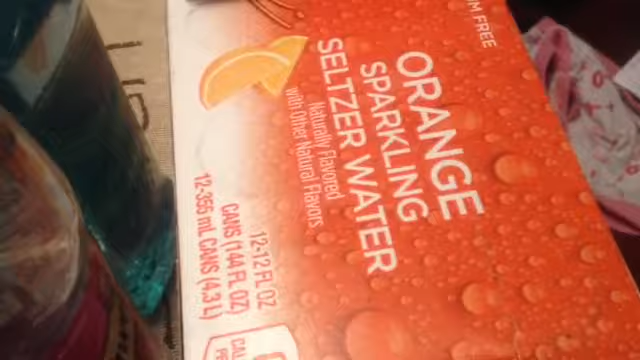 ORANGE
SPARKLING
SELTZER WATER
Naturally Flavored
with Other Natural Flavors
12-12 FL OZ
CANS (144 FL OZ)
12-355 mL CANS (4.3 L)
FREE